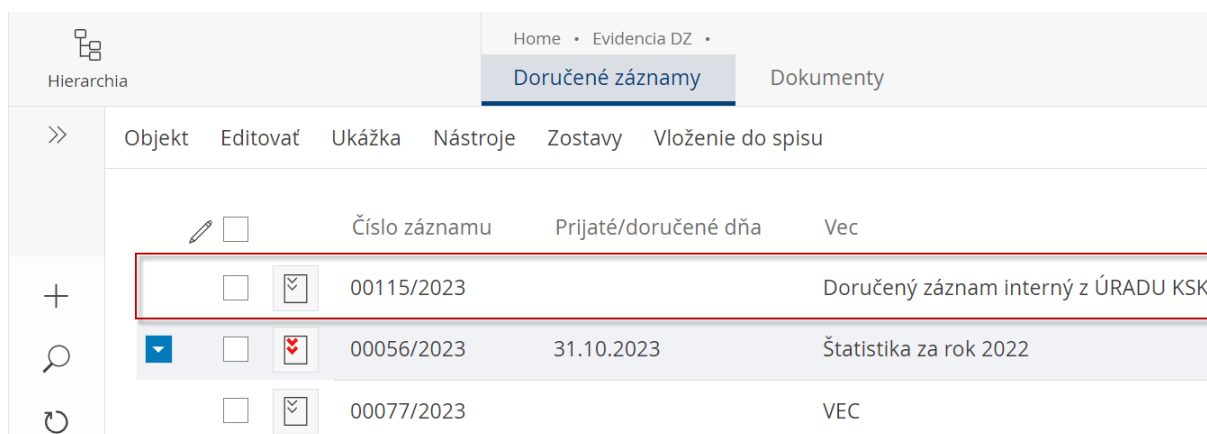 Home • Evidencia DZ •
Hierarchia
Doručené záznamy Dokumenty
Objekt Editovať Ukážka Nástroje Zostavy Vloženie do spisu
Číslo záznamu Prijaté/doručené dňa Vec
00115/2023 Doručený záznam interný z ÚRADU KSK
00056/2023 31.10.2023 Štatistika za rok 2022
00077/2023 VEC